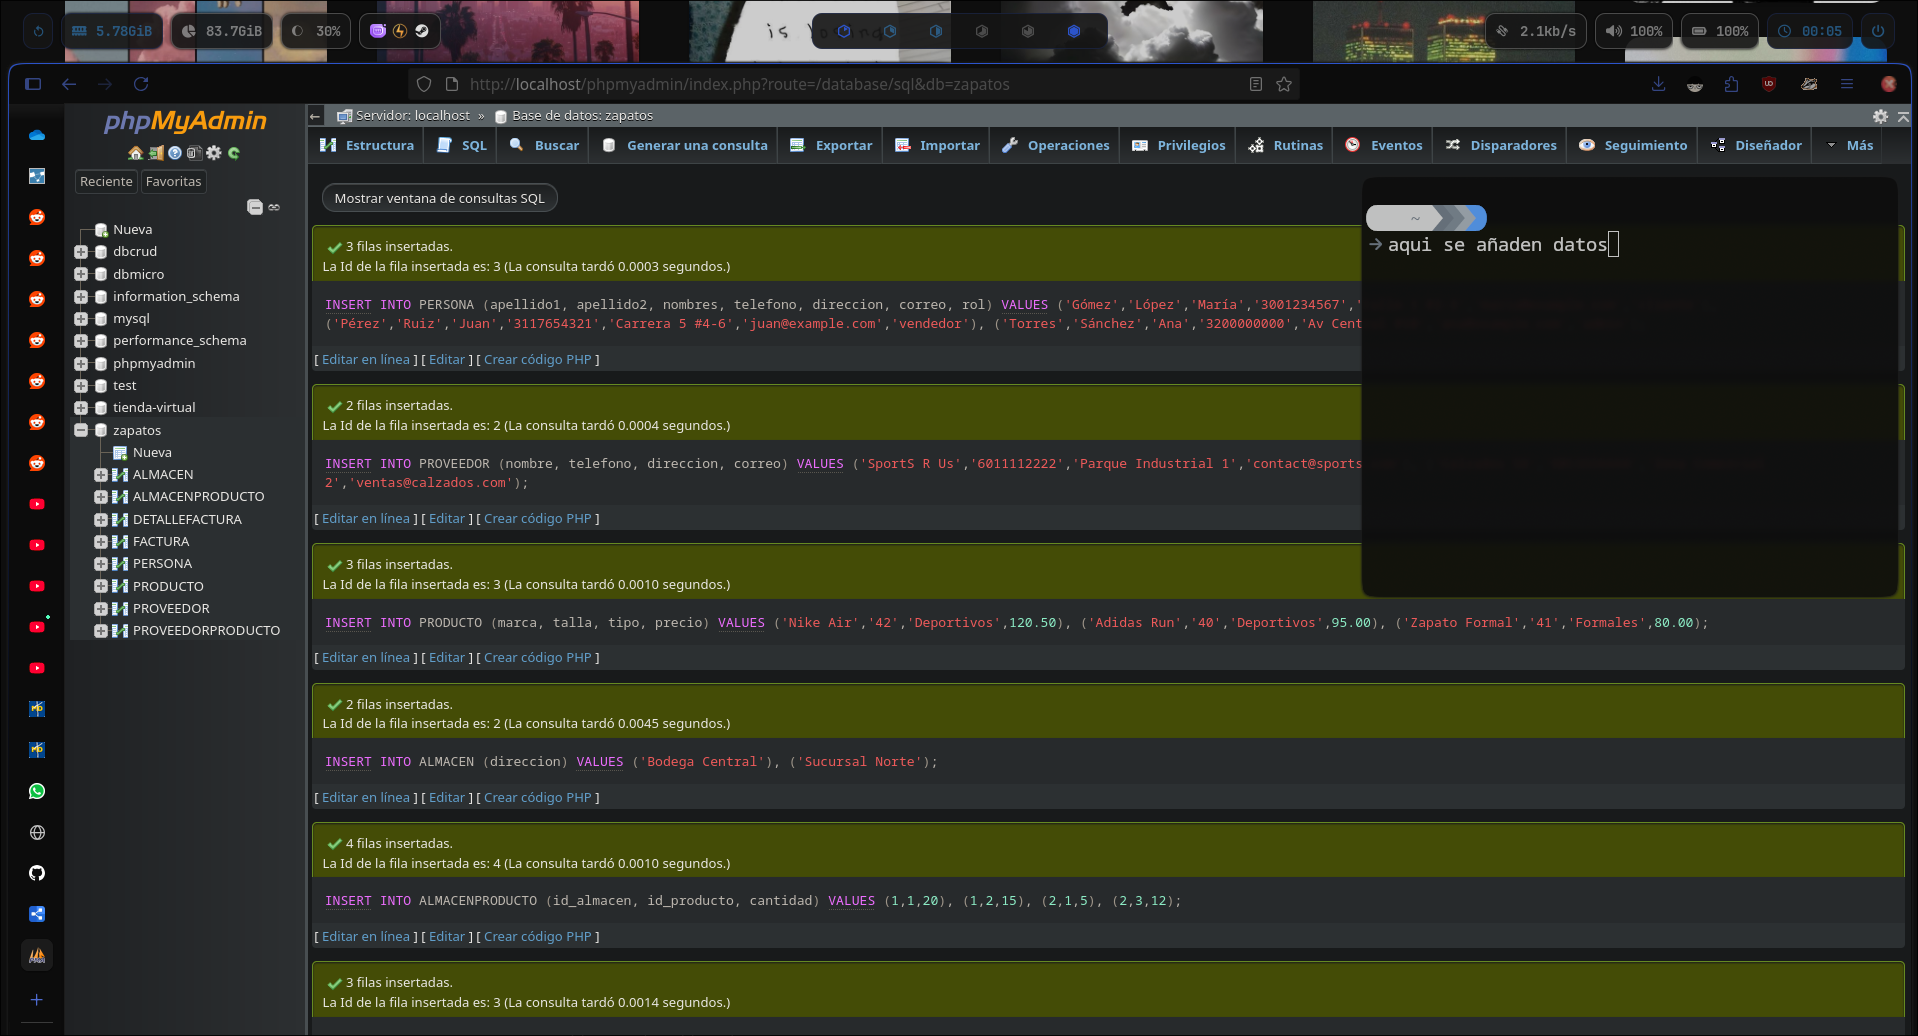 5.78GiB
83.7GiB
30%
is
2.1kb/s
100%
100%
00:05
http://localhost/phpmyadmin/index.php?route=/database/sql&db=zapatos
phpMyAdmin
Reciente
Favoritas
Nueva
dbcrud
dbmicro
information_schema
mysql
performance_schema
phpmyadmin
test
tienda-virtual
zapatos
Nueva
ALMACEN
ALMACENPRODUCTO
DETALLEFACTURA
FACTURA
PERSONA
PRODUCTO
PROVEEDOR
PROVEEDORPRODUCTO
Servidor: localhost » Base de datos: zapatos
Estructura SQL Buscar Generar una consulta Exportar Importar Operaciones Privilegios Rutinas Eventos Disparadores Seguimiento Diseñador Más
Mostrar ventana de consultas SQL
~
aqui se añaden datos
3 filas insertadas.
La Id de la fila insertada es: 3 (La consulta tardó 0.0003 segundos.)
INSERT INTO PERSONA (apellido1, apellido2, nombres, telefono, direccion, correo, rol) VALUES ('Gómez','López','María','3001234567','
('Pérez','Ruiz','Juan','3117654321','Carrera 5 #4-6','juan@example.com','vendedor'), ('Torres','Sánchez','Ana','3200000000','Av Cent
[ Editar en línea ] [ Editar ] [ Crear código PHP ]
2 filas insertadas.
La Id de la fila insertada es: 2 (La consulta tardó 0.0004 segundos.)
INSERT INTO PROVEEDOR (nombre, telefono, direccion, correo) VALUES ('SportS R Us','6011112222','Parque Industrial 1','contact@sports
2','ventas@calzados.com');
[ Editar en línea ] [ Editar ] [ Crear código PHP ]
3 filas insertadas.
La Id de la fila insertada es: 3 (La consulta tardó 0.0010 segundos.)
INSERT INTO PRODUCTO (marca, talla, tipo, precio) VALUES ('Nike Air','42','Deportivos',120.50), ('Adidas Run','40','Deportivos',95.00), ('Zapato Formal','41','Formales',80.00);
[ Editar en línea ] [ Editar ] [ Crear código PHP ]
2 filas insertadas.
La Id de la fila insertada es: 2 (La consulta tardó 0.0045 segundos.)
INSERT INTO ALMACEN (direccion) VALUES ('Bodega Central'), ('Sucursal Norte');
[ Editar en línea ] [ Editar ] [ Crear código PHP ]
4 filas insertadas.
La Id de la fila insertada es: 4 (La consulta tardó 0.0010 segundos.)
INSERT INTO ALMACENPRODUCTO (id_almacen, id_producto, cantidad) VALUES (1,1,20), (1,2,15), (2,1,5), (2,3,12);
[ Editar en línea ] [ Editar ] [ Crear código PHP ]
3 filas insertadas.
La Id de la fila insertada es: 3 (La consulta tardó 0.0014 segundos.)